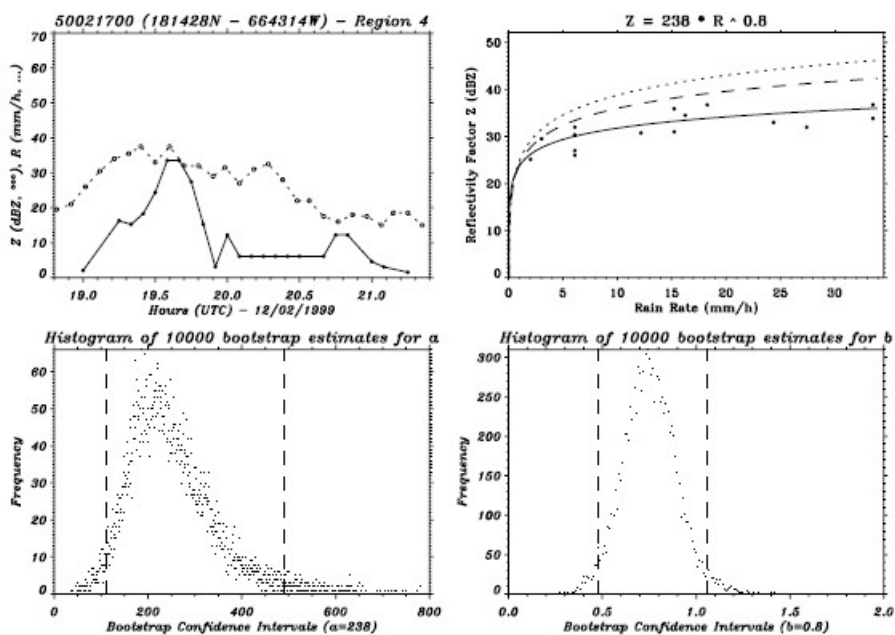 50021700 (181428N - 664314W) - Region 4
70
60
50
40
30
20
10
0
Z (dBZ, ***), R (mm/h, ...)
19.0 19.5 20.0 20.5 21.0
Hours (UTC) - 12/02/1999
Z = 238 * R ^ 0.8
50
40
30
20
10
0
Reflectivity Factor Z (dBZ)
0 5 10 15 20 25 30
Rain Rate (mm/h)
Histogram of 10000 bootstrap estimates for a
60
50
40
30
20
10
0
Frequency
0 200 400 600 800
Bootstrap Confidence Intervals (a=238)
Histogram of 10000 bootstrap estimates for b
300
250
200
150
100
50
0
Frequency
0.0 0.5 1.0 1.5 2.0
Bootstrap Confidence Intervals (b=0.8)